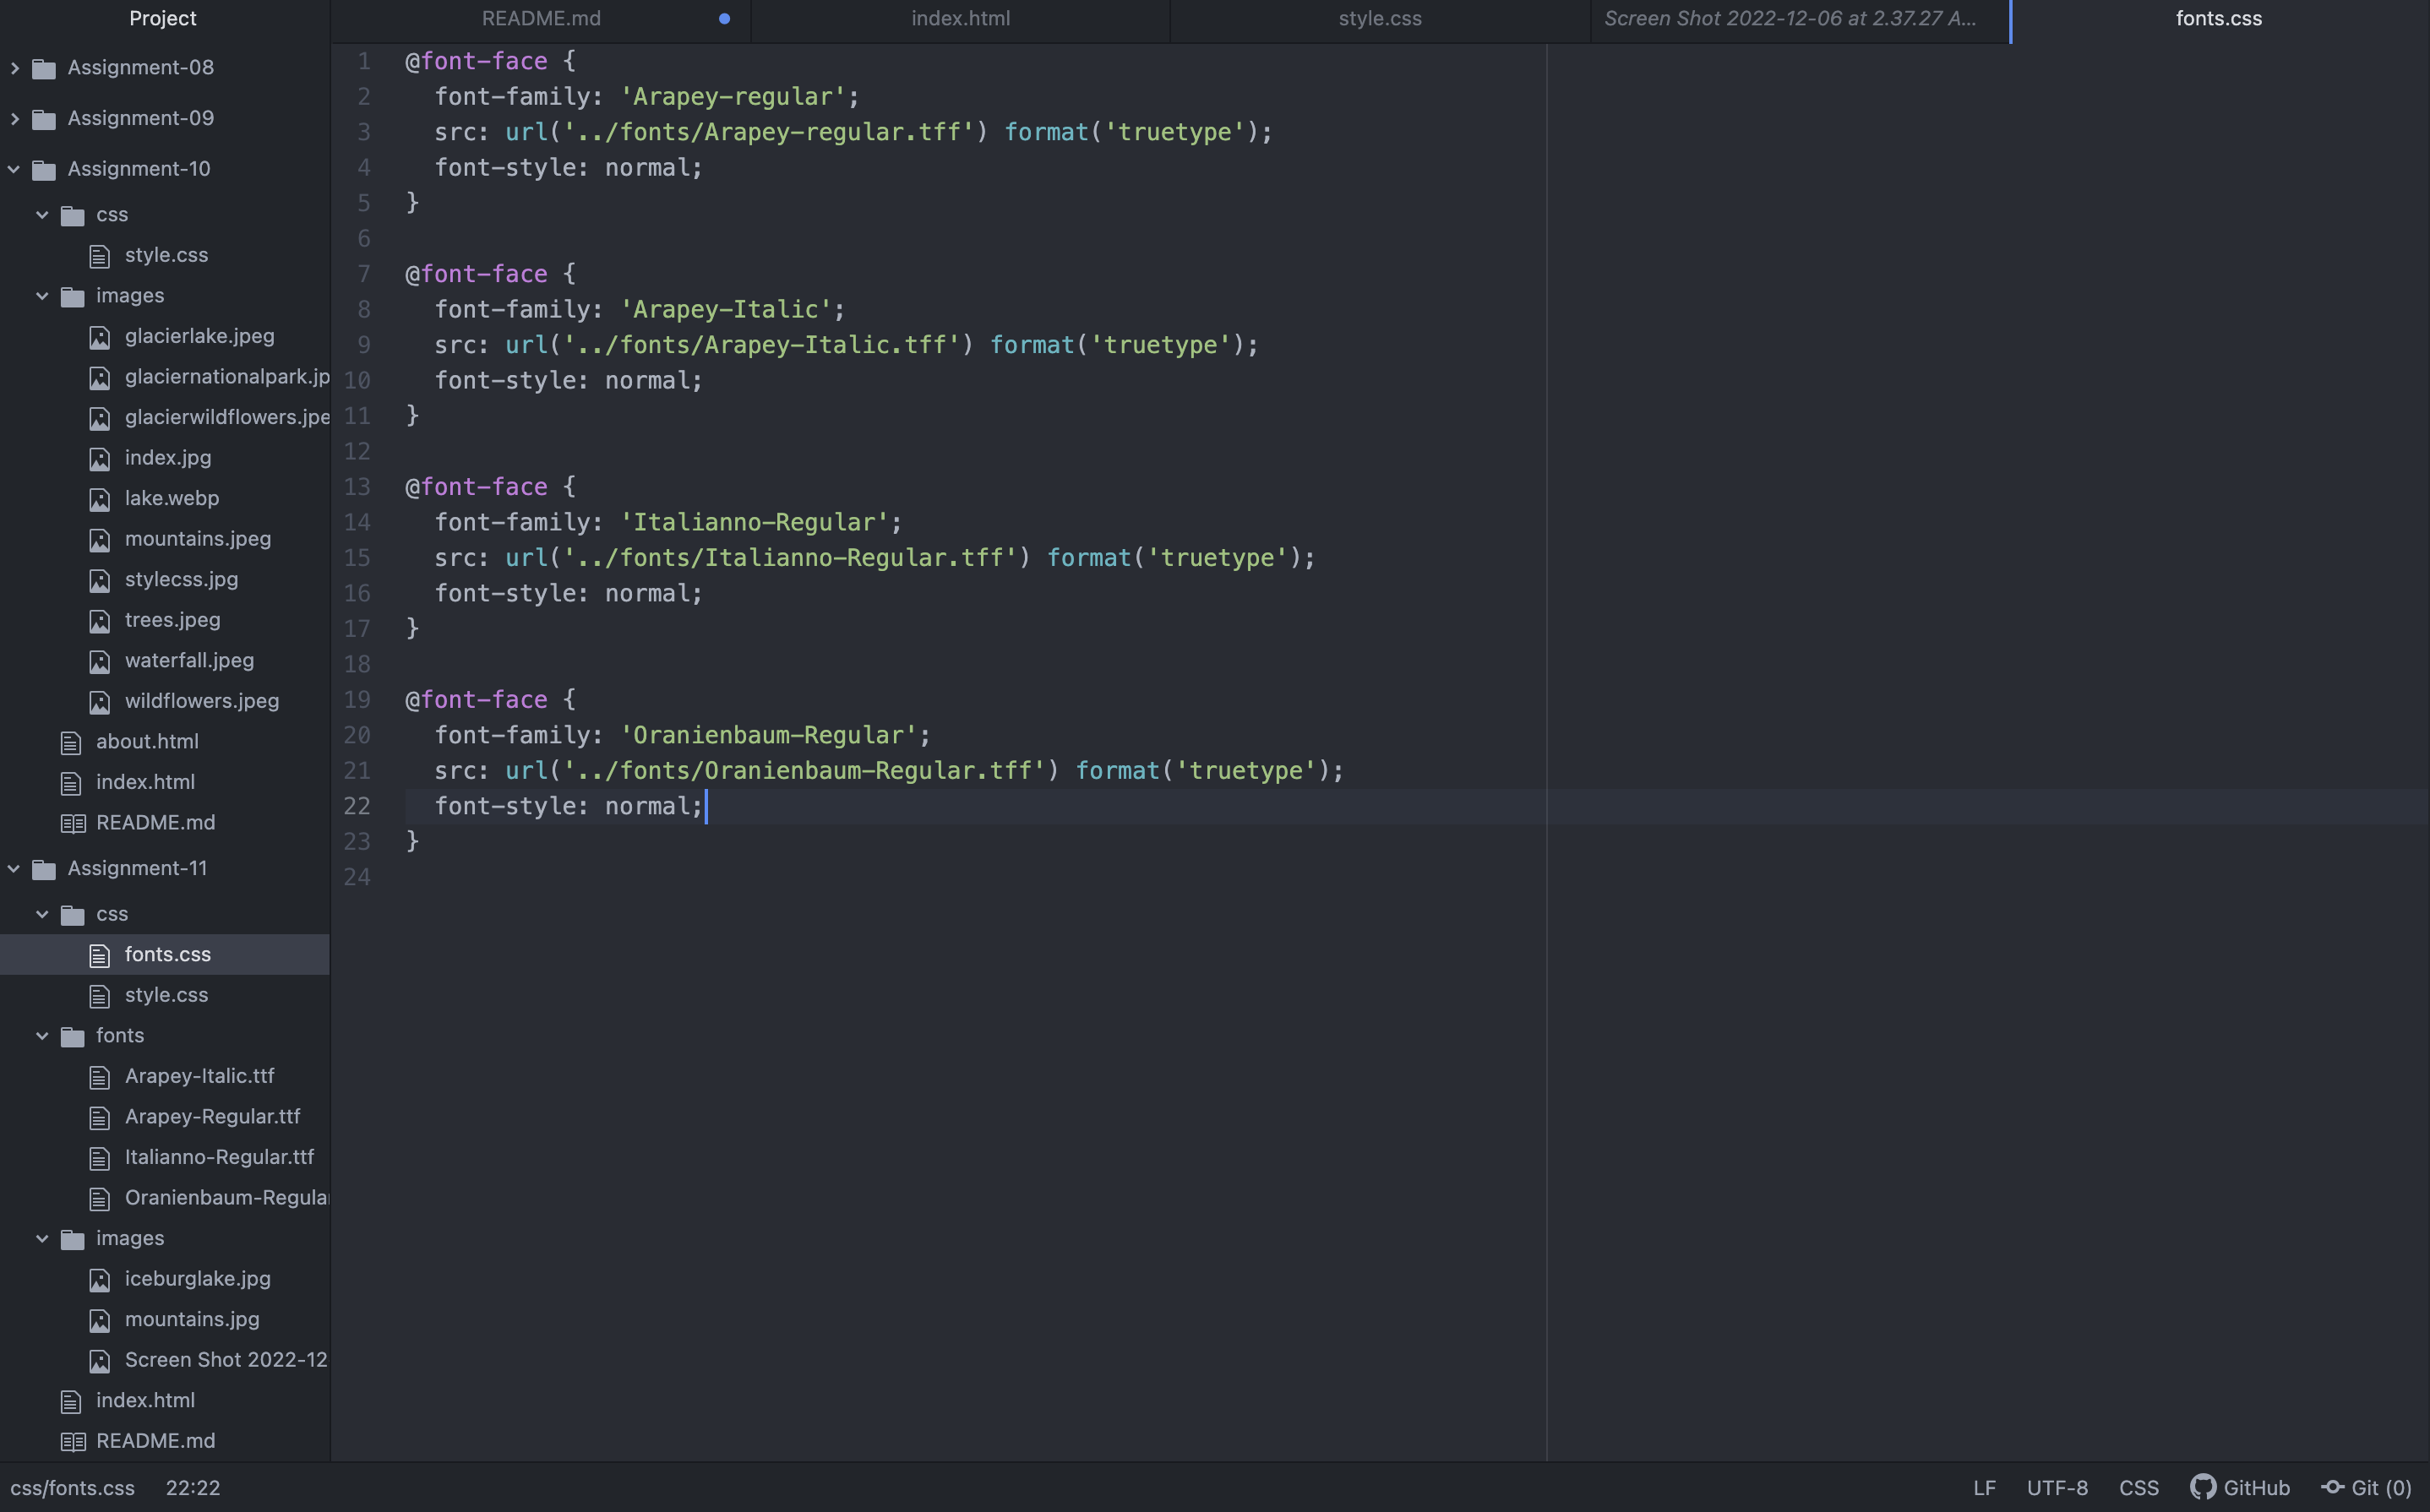 Project
README.md
index.html
style.css
Screen Shot 2022-12-06 at 2.37.27 A...
fonts.css
Assignment-08
Assignment-09
Assignment-10
css
style.css
images
glacierlake.jpeg
glaciernationalpark.jp
glacierwildflowers.jpe
index.jpg
lake.webp
mountains.jpeg
stylecss.jpg
trees.jpeg
waterfall.jpeg
wildflowers.jpeg
about.html
index.html
README.md
Assignment-11
css
fonts.css
style.css
fonts
Arapey-Italic.ttf
Arapey-Regular.ttf
Italianno-Regular.ttf
Oranienbaum-Regular
images
iceburglake.jpg
mountains.jpg
Screen Shot 2022-12
index.html
README.md
1 @font-face {
2 font-family: 'Arapey-regular';
3 src: url('../fonts/Arapey-regular.tff') format('truetype');
4 font-style: normal;
5 }
6
7 @font-face {
8 font-family: 'Arapey-Italic';
9 src: url('../fonts/Arapey-Italic.tff') format('truetype');
10 font-style: normal;
11 }
12
13 @font-face {
14 font-family: 'Italianno-Regular';
15 src: url('../fonts/Italianno-Regular.tff') format('truetype');
16 font-style: normal;
17 }
18
19 @font-face {
20 font-family: 'Oranienbaum-Regular';
21 src: url('../fonts/Oranienbaum-Regular.tff') format('truetype');
22 font-style: normal;
23 }
24
css/fonts.css 22:22
LF UTF-8 CSS GitHub Git (0)